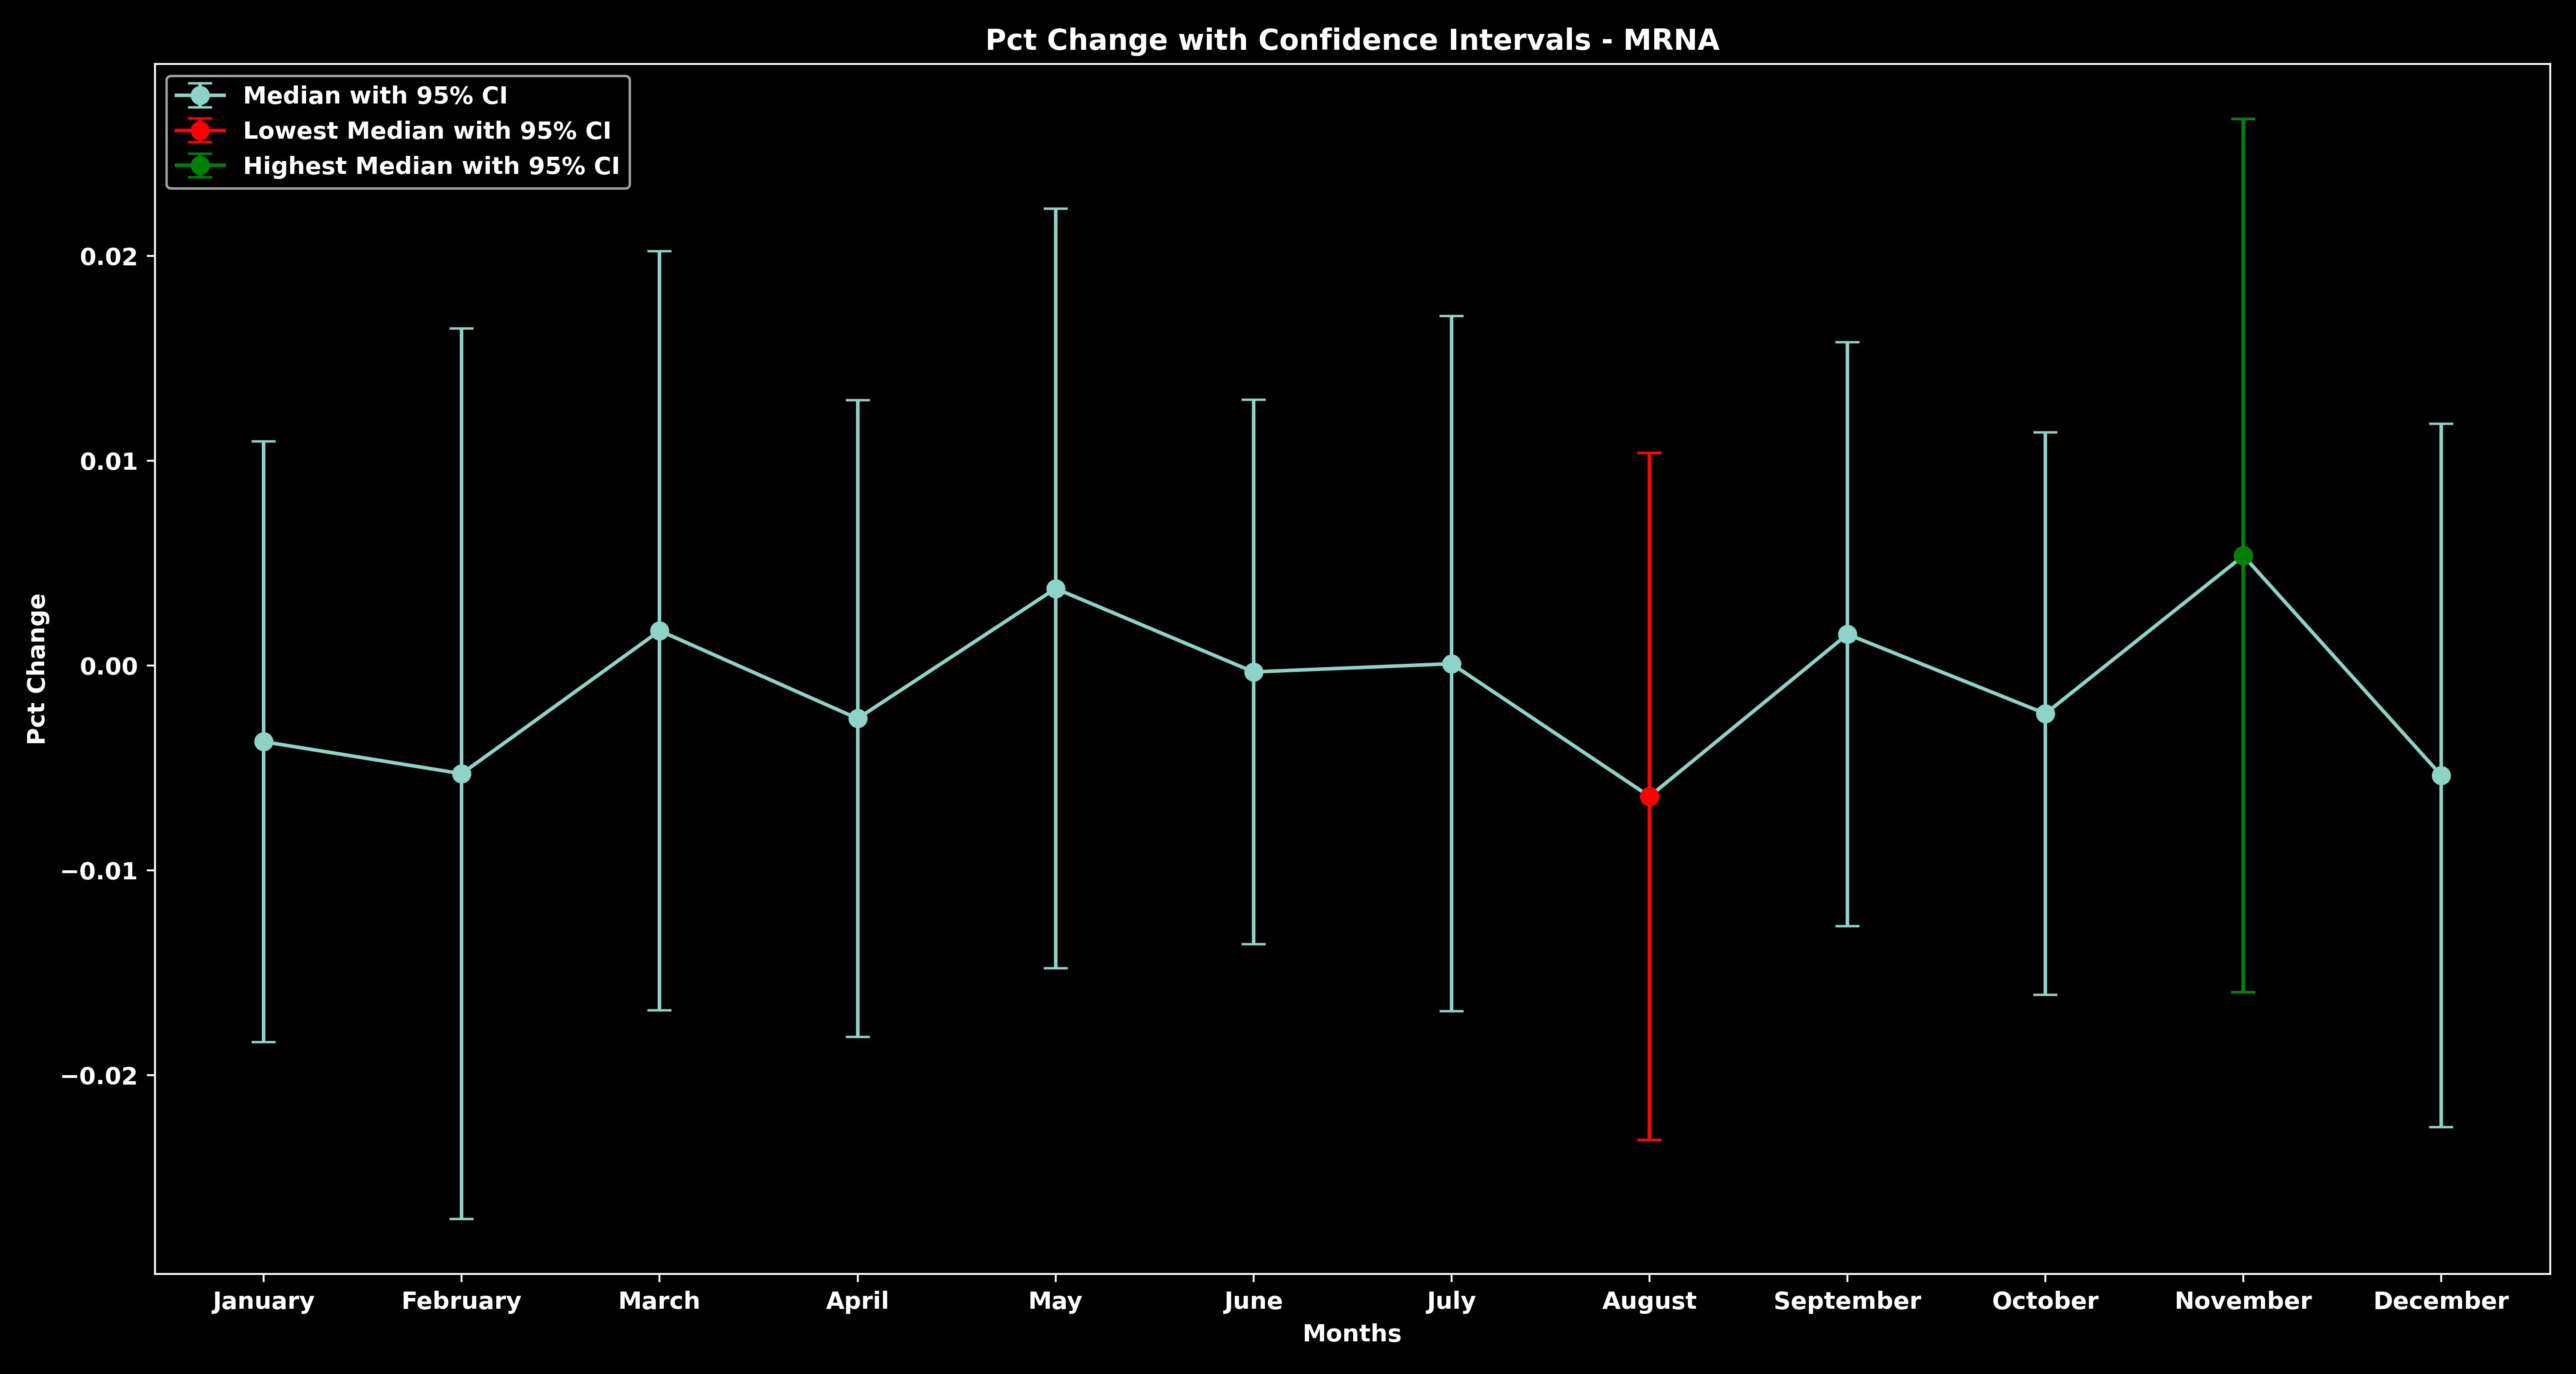 Pct Change with Confidence Intervals - MRNA
Median with 95% CI
Lowest Median with 95% CI
Highest Median with 95% CI
0.02
0.01
0.00
−0.01
−0.02
Pct Change
January
February
March
April
May
June
July
August
September
October
November
December
Months